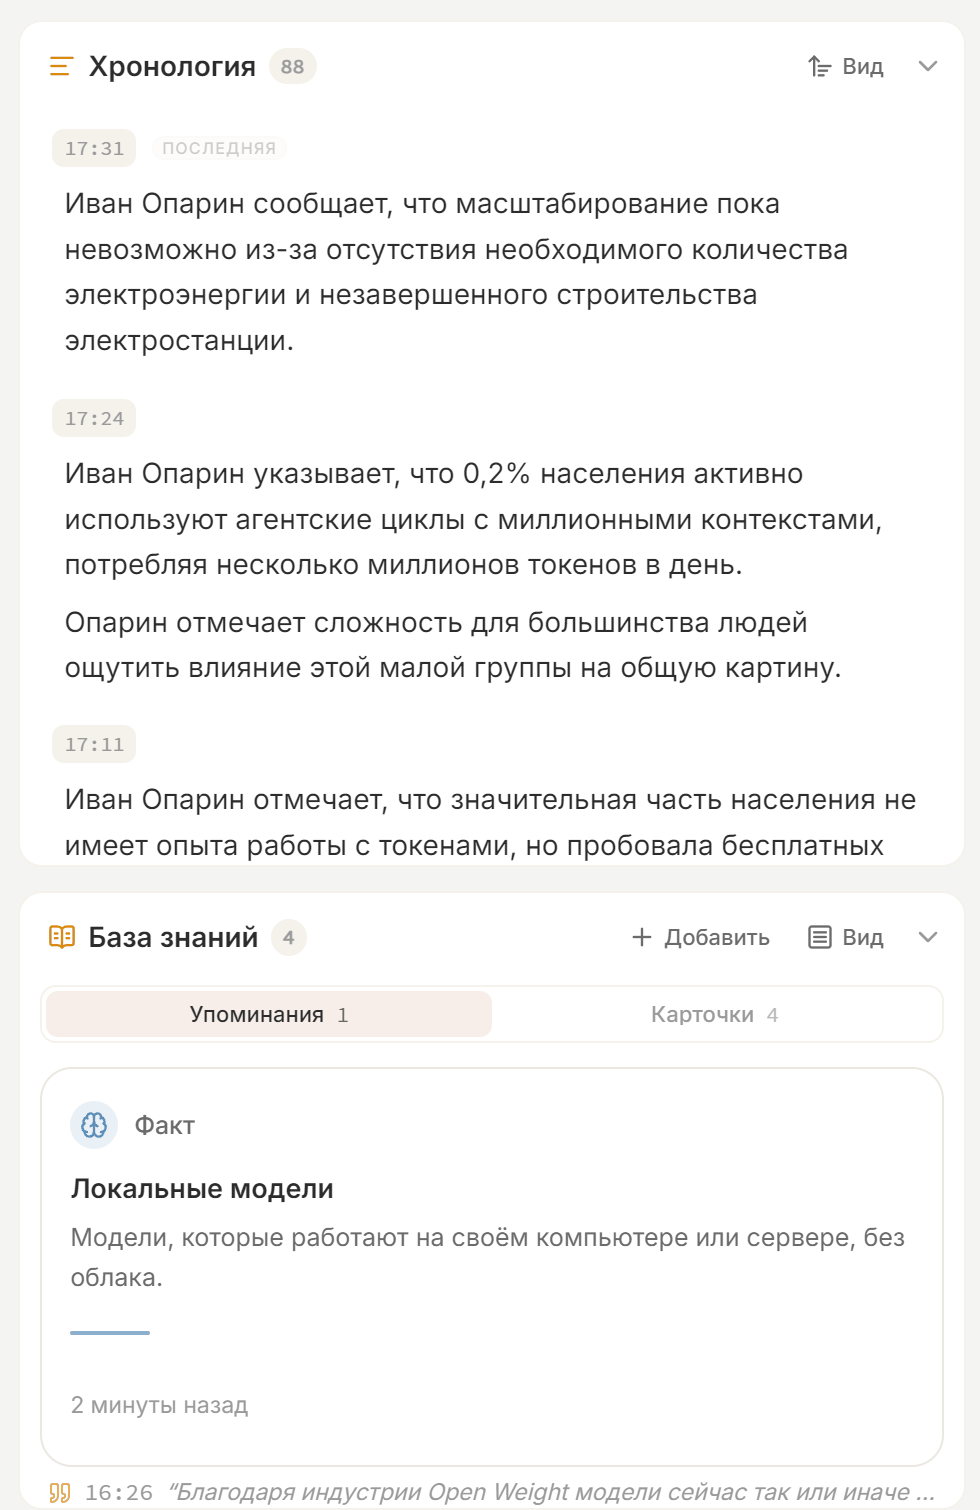 Хронология 88 Вид
17:31 ПОСЛЕДНЯЯ
Иван Опарин сообщает, что масштабирование пока
невозможно из-за отсутствия необходимого количества
электроэнергии и незавершенного строительства
электростанции.
17:24
Иван Опарин указывает, что 0,2% населения активно
используют агентские циклы с миллионными контекстами,
потребляя несколько миллионов токенов в день.
Опарин отмечает сложность для большинства людей
ощутить влияние этой малой группы на общую картину.
17:11
Иван Опарин отмечает, что значительная часть населения не
имеет опыта работы с токенами, но пробовала бесплатных
База знаний 4 Добавить Вид
Упоминания 1 Карточки 4
Факт
Локальные модели
Модели, которые работают на своём компьютере или сервере, без
облака.
2 минуты назад
16:26 “Благодаря индустрии Open Weight модели сейчас так или иначе ...